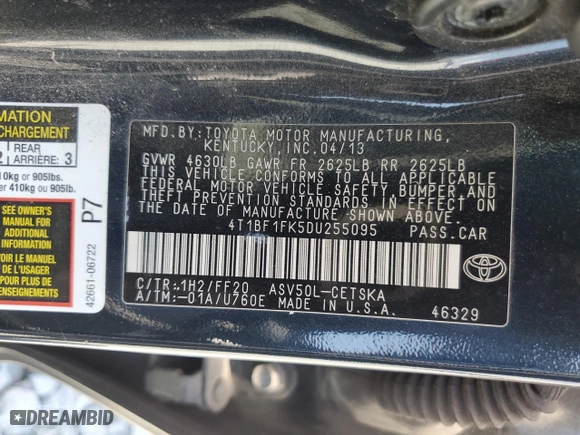 MFD. BY: TOYOTA MOTOR MANUFACTURING,
KENTUCKY, INC. 04/13
GVWR 4630LB GAWR FR 2625LB RR 2625LB
THIS VEHICLE CONFORMS TO ALL APPLICABLE
FEDERAL VEHICLE SAFETY, BUMPER, AND
THEFT PREVENTION STANDARDS IN EFFECT ON
THE DATE OF MANUFACTURE SHOWN ABOVE.
4T1BF1FK5DU255095 PASS. CAR
C/TR: 1H2/FF20 ASV50L-CETSKA
A/TM: -01A/U760E MADE IN U.S.A.
46329
MATION
CHARGEMENT
REAR
ARRIÈRE: 3
10kg or 905lbs.
er 410kg ou 905lb.
SEE OWNER'S
MANUAL FOR
ADDITIONAL
INFORMATION
VOIR LE MANUEL
DE L'USAGER
POUR PLUS DE
RENSEIGNEMENTS
P7
42661-06722
DREAMBID